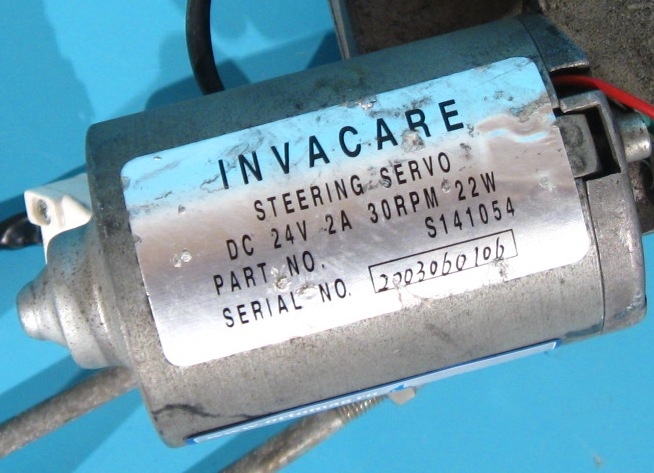 INVACARE
STEERING SERVO
DC 24V 2A 30RPM 22W
PART NO. S141054
SERIAL NO. 2003060106